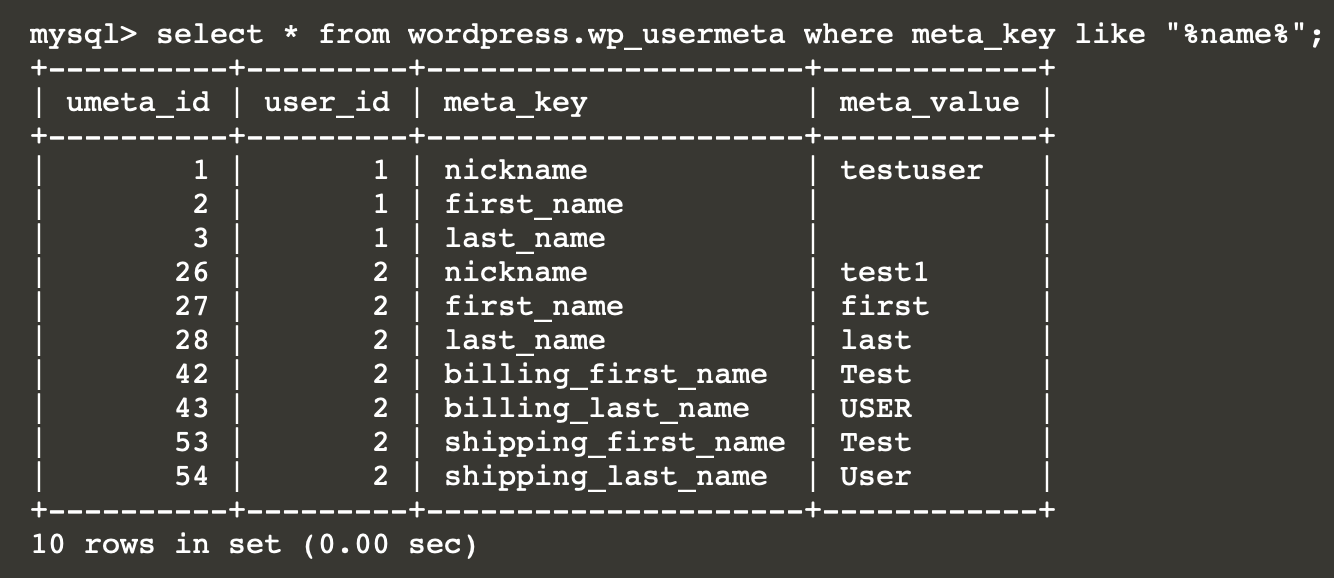 mysql> select * from wordpress.wp_usermeta where meta_key like "%name%";
+----------+---------+---------------------+------------+
| umeta_id | user_id | meta_key            | meta_value |
+----------+---------+---------------------+------------+
|        1 |       1 | nickname            | testuser   |
|        2 |       1 | first_name          |            |
|        3 |       1 | last_name           |            |
|       26 |       2 | nickname            | test1      |
|       27 |       2 | first_name          | first      |
|       28 |       2 | last_name           | last       |
|       42 |       2 | billing_first_name  | Test       |
|       43 |       2 | billing_last_name   | USER       |
|       53 |       2 | shipping_first_name | Test       |
|       54 |       2 | shipping_last_name  | User       |
+----------+---------+---------------------+------------+
10 rows in set (0.00 sec)